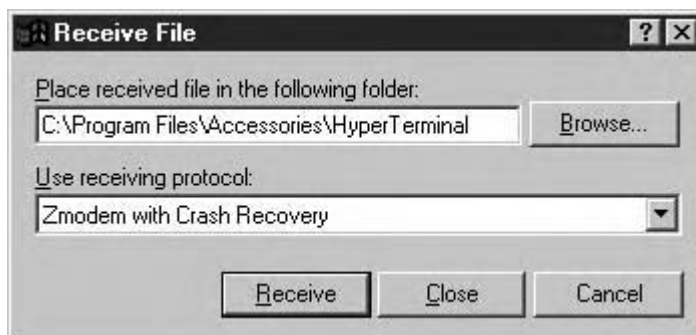 Receive File
Place received file in the following folder:
C:\Program Files\Accessories\HyperTerminal
Browse...
Use receiving protocol:
Zmodem with Crash Recovery
Receive Close Cancel